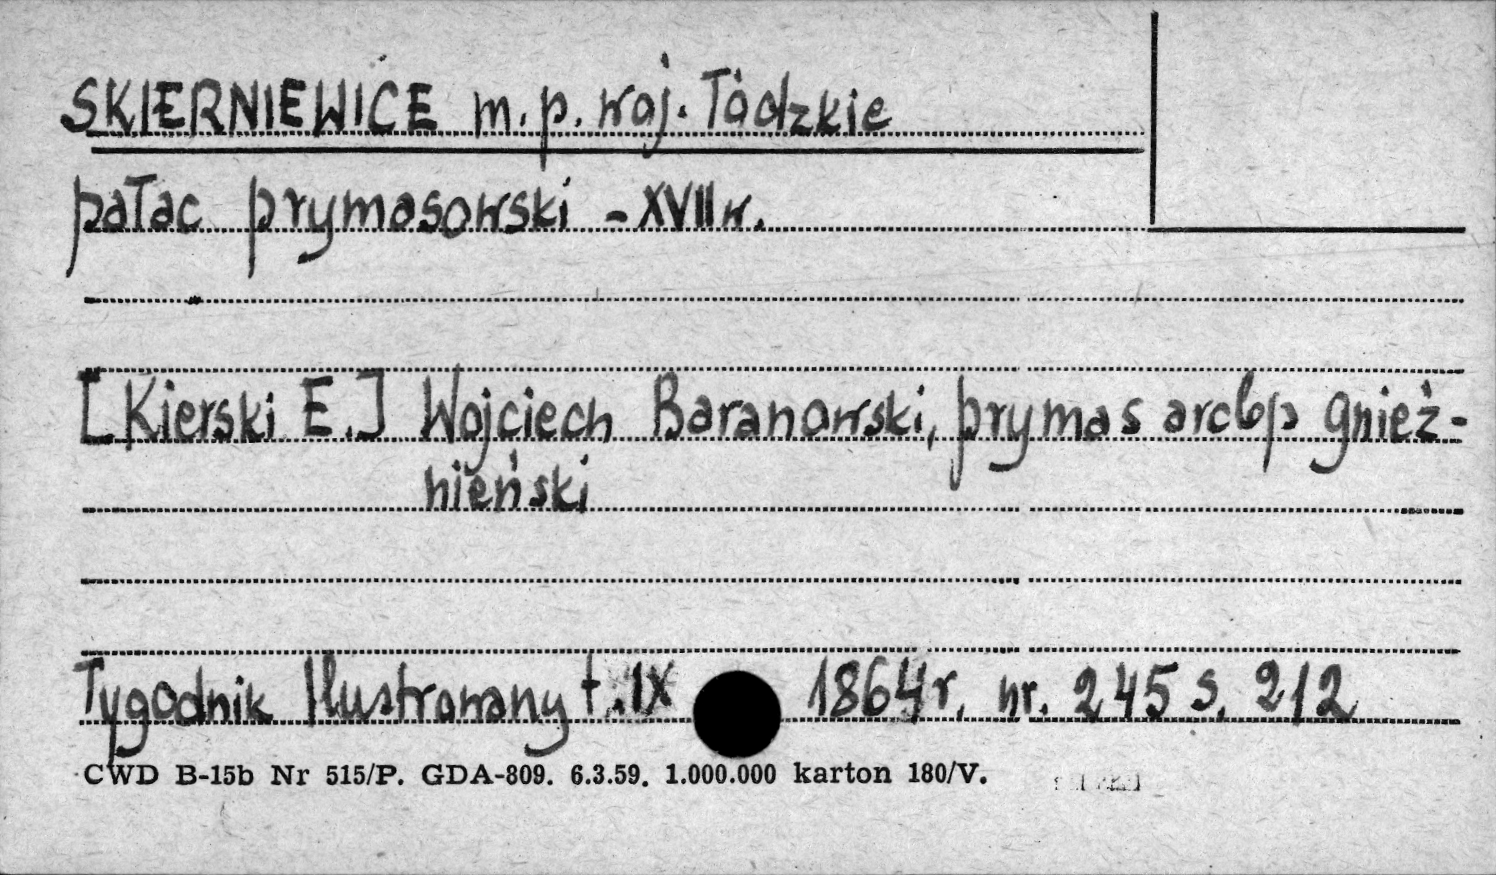 SKIERNIEWICE m. p. woj. Łódzkie
pałac prymasowski - XVII w.
[Kierski E.] Wojciech Baranowski, prymas arcbp gnieź-
nieński
Tygodnik Ilustrowany t. IX 1864 r. nr. 245 s. 212
CWD B-15b Nr 515/P. GDA-809. 6.3.59. 1.000.000 karton 180/V.